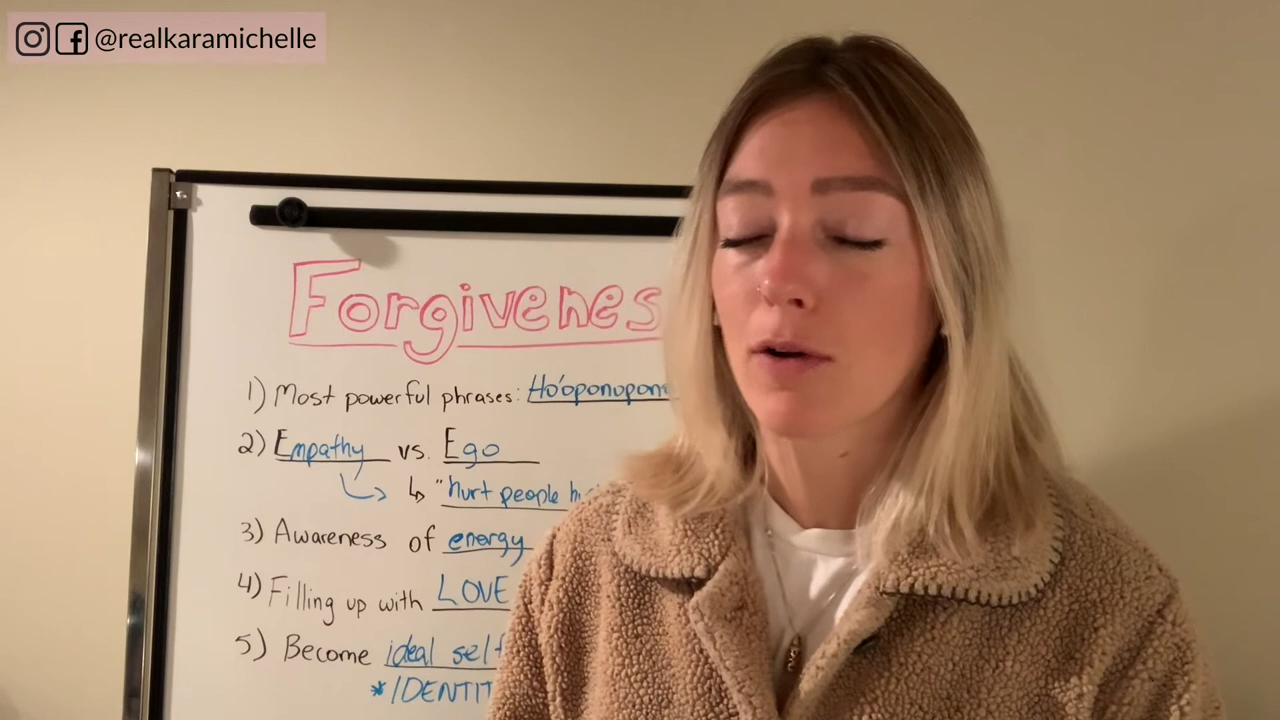 @realkaramichelle
Forgivenes
1) Most powerful phrases: Ho'oponopono
2) Empathy vs. Ego
"hurt people hu
3) Awareness of energy
4) Filling up with LOVE
5) Become ideal self
*IDENTIT